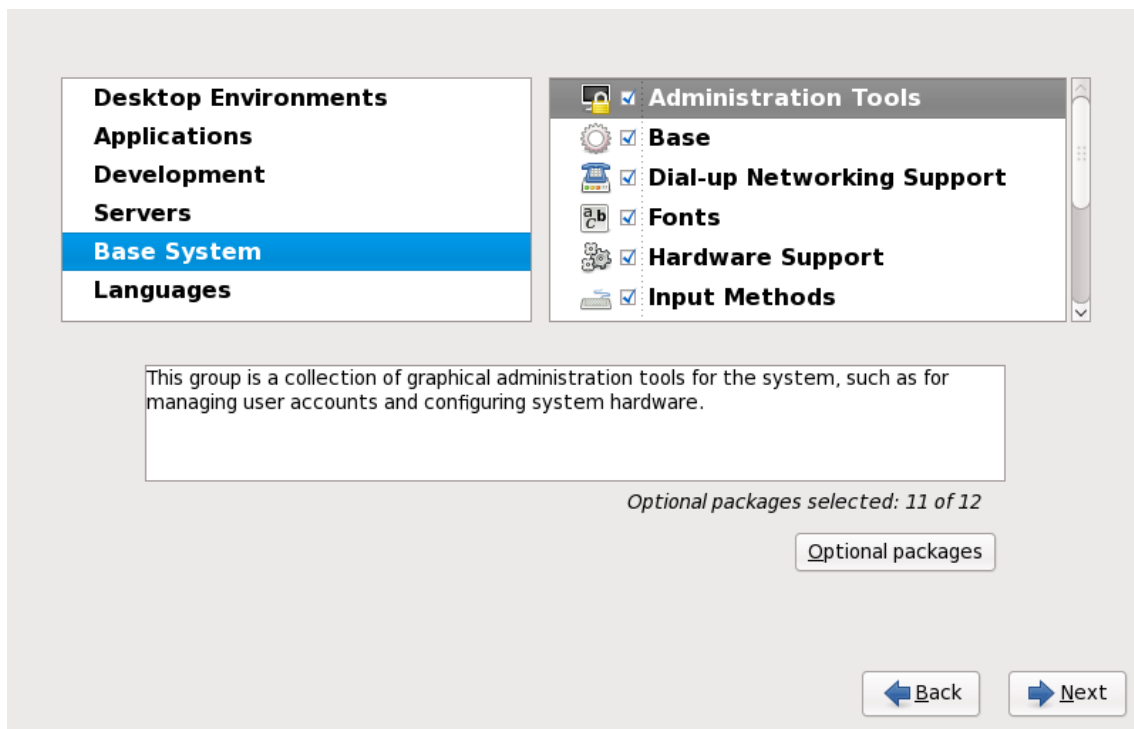 Desktop Environments
Applications
Development
Servers
Base System
Languages
Administration Tools
Base
Dial-up Networking Support
Fonts
Hardware Support
Input Methods
This group is a collection of graphical administration tools for the system, such as for
managing user accounts and configuring system hardware.
Optional packages selected: 11 of 12
Optional packages
Back
Next